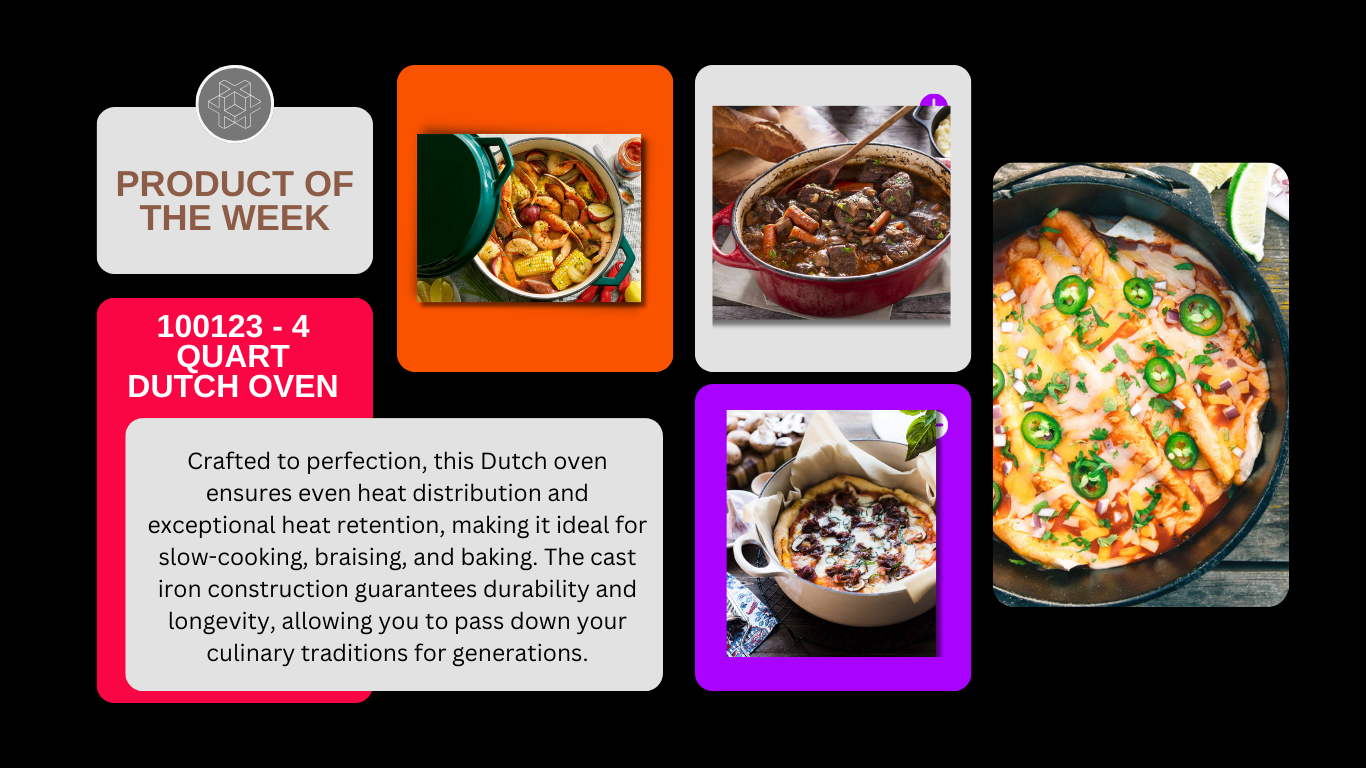 PRODUCT OF
THE WEEK
100123 - 4
QUART
DUTCH OVEN
Crafted to perfection, this Dutch oven
ensures even heat distribution and
exceptional heat retention, making it ideal for
slow-cooking, braising, and baking. The cast
iron construction guarantees durability and
longevity, allowing you to pass down your
culinary traditions for generations.